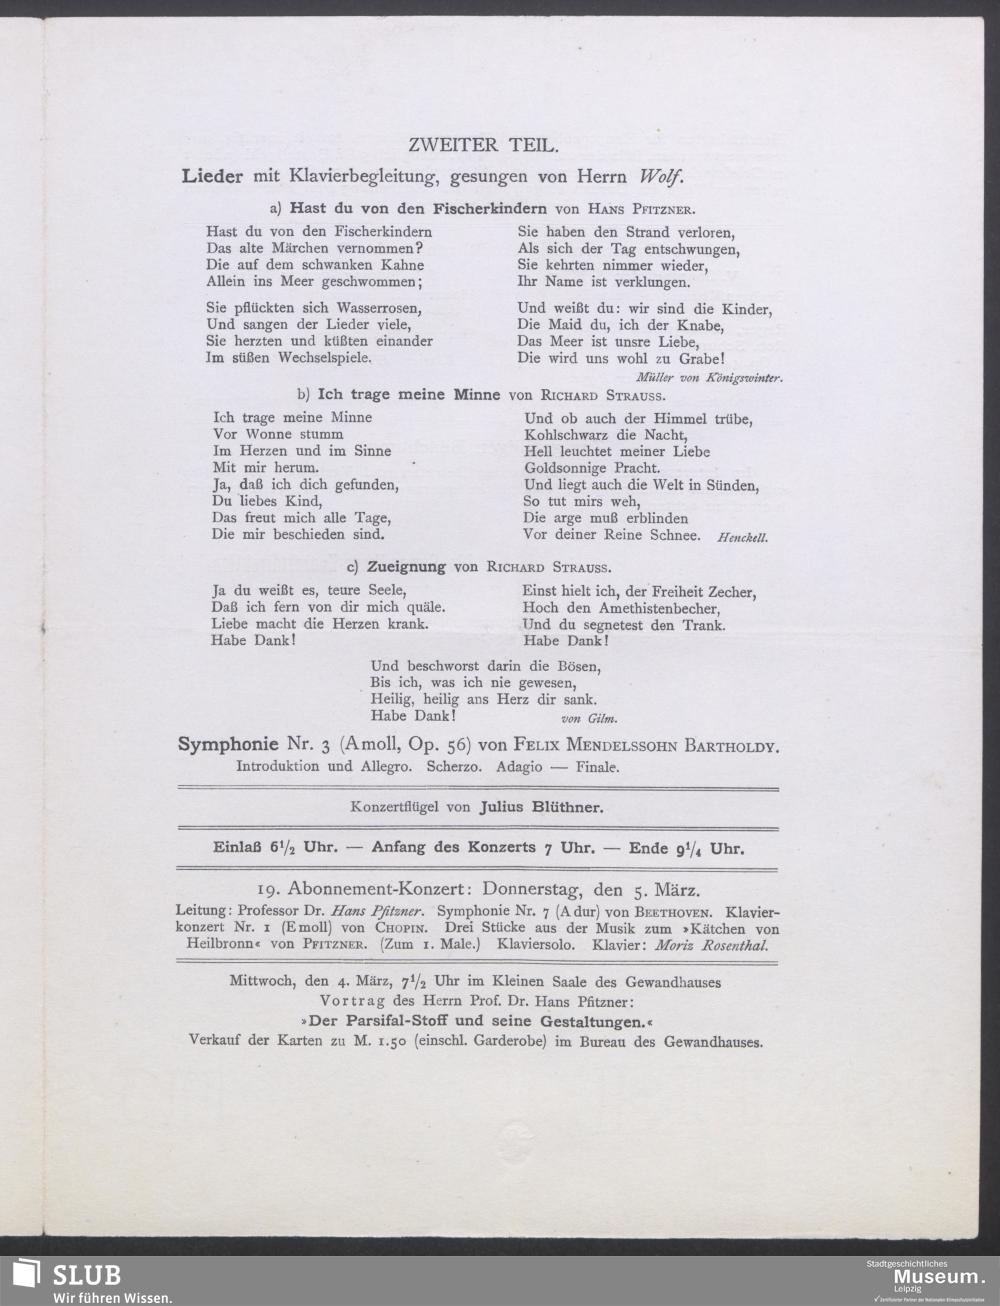 ZWEITER TEIL.
Lieder mit Klavierbegleitung, gesungen von Herrn Wolf.
a) Hast du von den Fischerkindern von Hans Pfitzner.
Hast du von den Fischerkindern
Das alte Märchen vernommen?
Die auf dem schwanken Kahne
Allein ins Meer geschwommen;
Sie pflückten sich Wasserrosen,
Und sangen der Lieder viele,
Sie herzten und küßten einander
Im süßen Wechselspiele.
Sie haben den Strand verloren,
Als sich der Tag entschwungen,
Sie kehrten nimmer wieder,
Ihr Name ist verklungen.
Und weißt du: wir sind die Kinder,
Die Maid du, ich der Knabe,
Das Meer ist unsre Liebe,
Die wird uns wohl zu Grabe!
Müller von Königswinter.
b) Ich trage meine Minne von Richard Strauss.
Ich trage meine Minne
Vor Wonne stumm
Im Herzen und im Sinne
Mit mir herum.
Ja, daß ich dich gefunden,
Du liebes Kind,
Das freut mich alle Tage,
Die mir beschieden sind.
Und ob auch der Himmel trübe,
Kohlschwarz die Nacht,
Hell leuchtet meiner Liebe
Goldsonnige Pracht.
Und liegt auch die Welt in Sünden,
So tut mirs weh,
Die arge muß erblinden
Vor deiner Reine Schnee. Henckell.
c) Zueignung von Richard Strauss.
Ja du weißt es, teure Seele,
Daß ich fern von dir mich quäle.
Liebe macht die Herzen krank.
Habe Dank!
Einst hielt ich, der Freiheit Zecher,
Hoch den Amethistenbecher,
Und du segnetest den Trank.
Habe Dank!
Und beschworst darin die Bösen,
Bis ich, was ich nie gewesen,
Heilig, heilig ans Herz dir sank.
Habe Dank! von Gilm.
Symphonie Nr. 3 (A moll, Op. 56) von Felix Mendelssohn Bartholdy.
Introduktion und Allegro. Scherzo. Adagio — Finale.
Konzertflügel von Julius Blüthner.
Einlaß 6¹/₂ Uhr. — Anfang des Konzerts 7 Uhr. — Ende 9¹/₄ Uhr.
19. Abonnement-Konzert: Donnerstag, den 5. März.
Leitung: Professor Dr. Hans Pfitzner. Symphonie Nr. 7 (A dur) von Beethoven. Klavier-
konzert Nr. 1 (E moll) von Chopin. Drei Stücke aus der Musik zum »Kätchen von
Heilbronn« von Pfitzner. (Zum 1. Male.) Klaviersolo. Klavier: Moriz Rosenthal.
Mittwoch, den 4. März, 7¹/₂ Uhr im Kleinen Saale des Gewandhauses
Vortrag des Herrn Prof. Dr. Hans Pfitzner:
»Der Parsifal-Stoff und seine Gestaltungen.«
Verkauf der Karten zu M. 1.50 (einschl. Garderobe) im Bureau des Gewandhauses.
SLUB
Wir führen Wissen.
Stadtgeschichtliches
Museum.
Leipzig
Zertifizierter Partner der Nationalen Klimaschutzinitiative